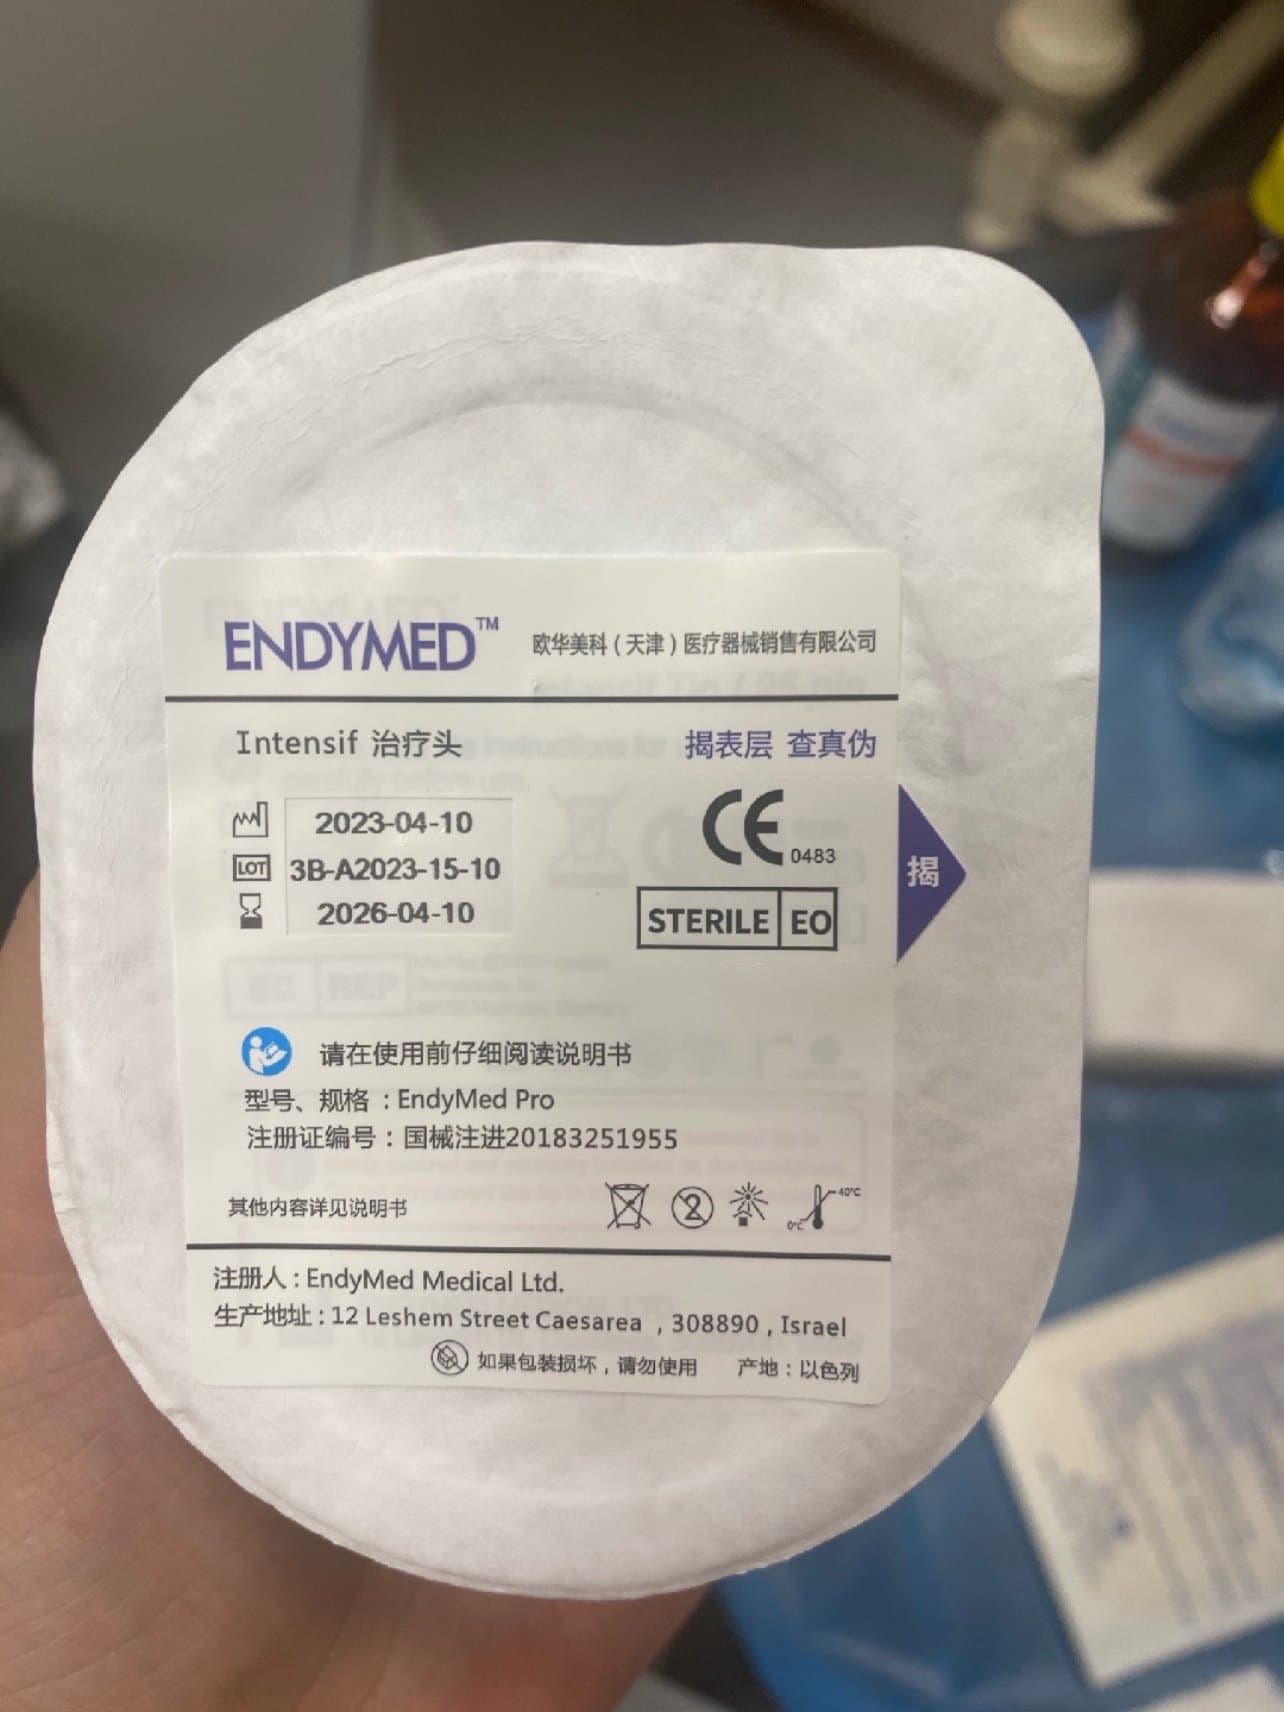 ENDYMED™ 欧华美科（天津）医疗器械销售有限公司
Intensif 治疗头 揭表层 查真伪
2023-04-10
LOT 3B-A2023-15-10
2026-04-10
CE 0483
STERILE EO
揭
请在使用前仔细阅读说明书
型号、规格：EndyMed Pro
注册证编号：国械注进20183251955
其他内容详见说明书 2 0℃ 40℃
注册人：EndyMed Medical Ltd.
生产地址：12 Leshem Street Caesarea , 308890 , Israel
如果包装损坏，请勿使用 产地：以色列